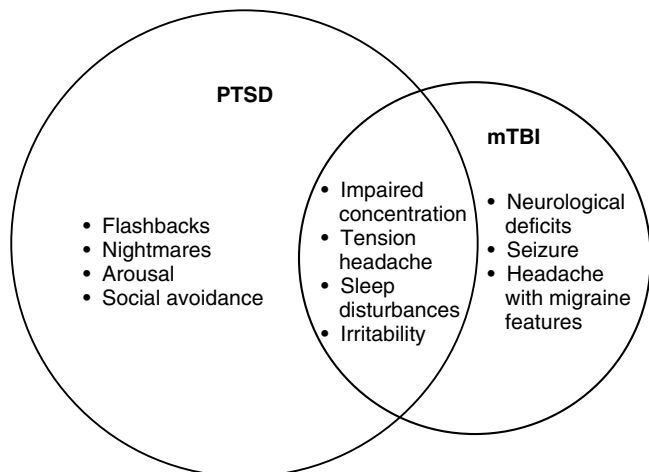 PTSD
mTBI
• Flashbacks
• Nightmares
• Arousal
• Social avoidance
• Impaired
concentration
• Tension
headache
• Sleep
disturbances
• Irritability
• Neurological
deficits
• Seizure
• Headache
with migraine
features